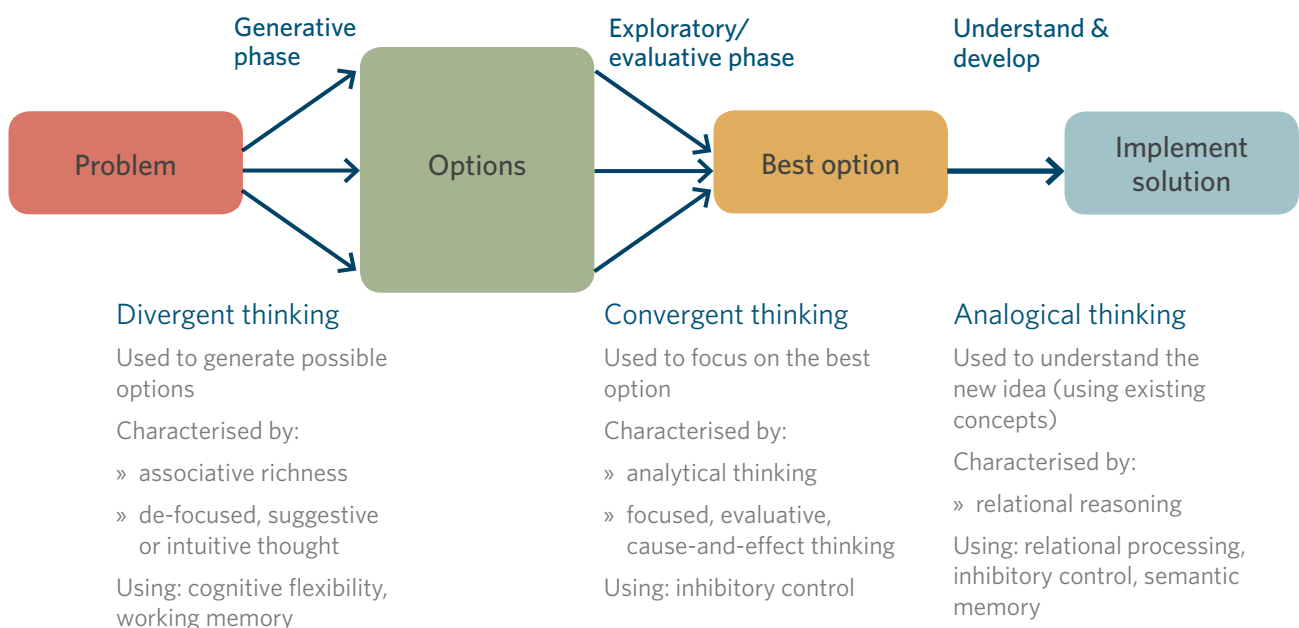 Generative
phase
Exploratory/
evaluative phase
Understand &
develop
Problem
Options
Best option
Implement
solution
Divergent thinking
Used to generate possible
options
Characterised by:
» associative richness
» de-focused, suggestive
or intuitive thought
Using: cognitive flexibility,
working memory
Convergent thinking
Used to focus on the best
option
Characterised by:
» analytical thinking
» focused, evaluative,
cause-and-effect thinking
Using: inhibitory control
Analogical thinking
Used to understand the
new idea (using existing
concepts)
Characterised by:
» relational reasoning
Using: relational processing,
inhibitory control, semantic
memory